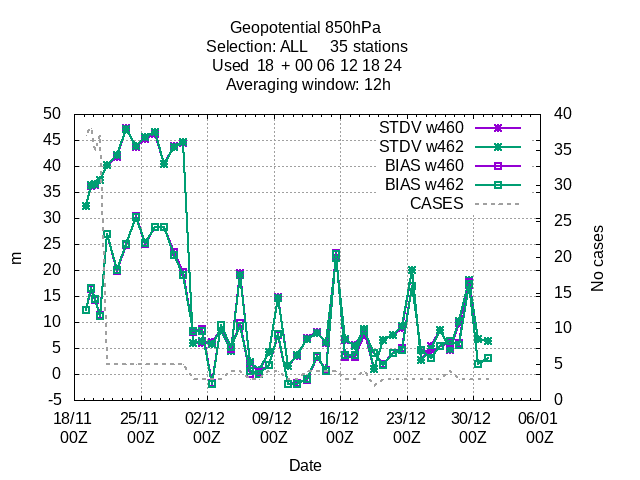 Geopotential 850hPa
Selection: ALL     35 stations
Used  18  + 00 06 12 18 24
Averaging window: 12h
STDV w460
STDV w462
BIAS w460
BIAS w462
CASES
m
50
45
40
35
30
25
20
15
10
5
0
-5
No cases
40
35
30
25
20
15
10
5
0
18/11 25/11 02/12 09/12 16/12 23/12 30/12 06/01
00Z 00Z 00Z 00Z 00Z 00Z 00Z 00Z
Date